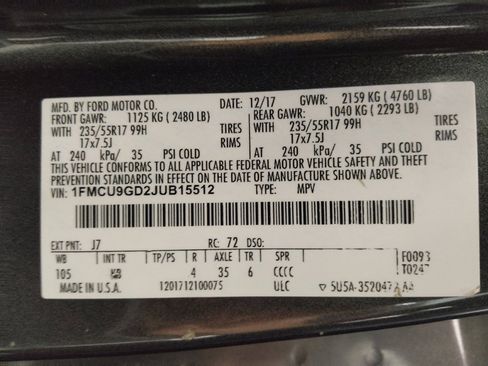 MFD. BY FORD MOTOR CO. DATE: 12/17 GVWR: 2159 KG ( 4760 LB)
FRONT GAWR: 1125 KG ( 2480 LB) REAR GAWR: 1040 KG ( 2293 LB)
WITH 235/55R17 99H TIRES WITH 235/55R17 99H TIRES
17x7.5J RIMS 17x7.5J RIMS
AT 240 kPa/ 35 PSI COLD AT 240 kPa/ 35 PSI COLD
THIS VEHICLE CONFORMS TO ALL APPLICABLE FEDERAL MOTOR VEHICLE SAFETY AND THEFT
PREVENTION STANDARDS IN EFFECT ON THE DATE OF MANUFACTURE SHOWN ABOVE.
VIN: 1FMCU9GD2JUB15512 TYPE: MPV
EXT PNT: J7 RC: 72 DSO: F0093
WB INT TR TP/PS R AXLE TR SPR T0247
105 4 35 6 CCCC
MADE IN U.S.A. 1201712100075 ULC